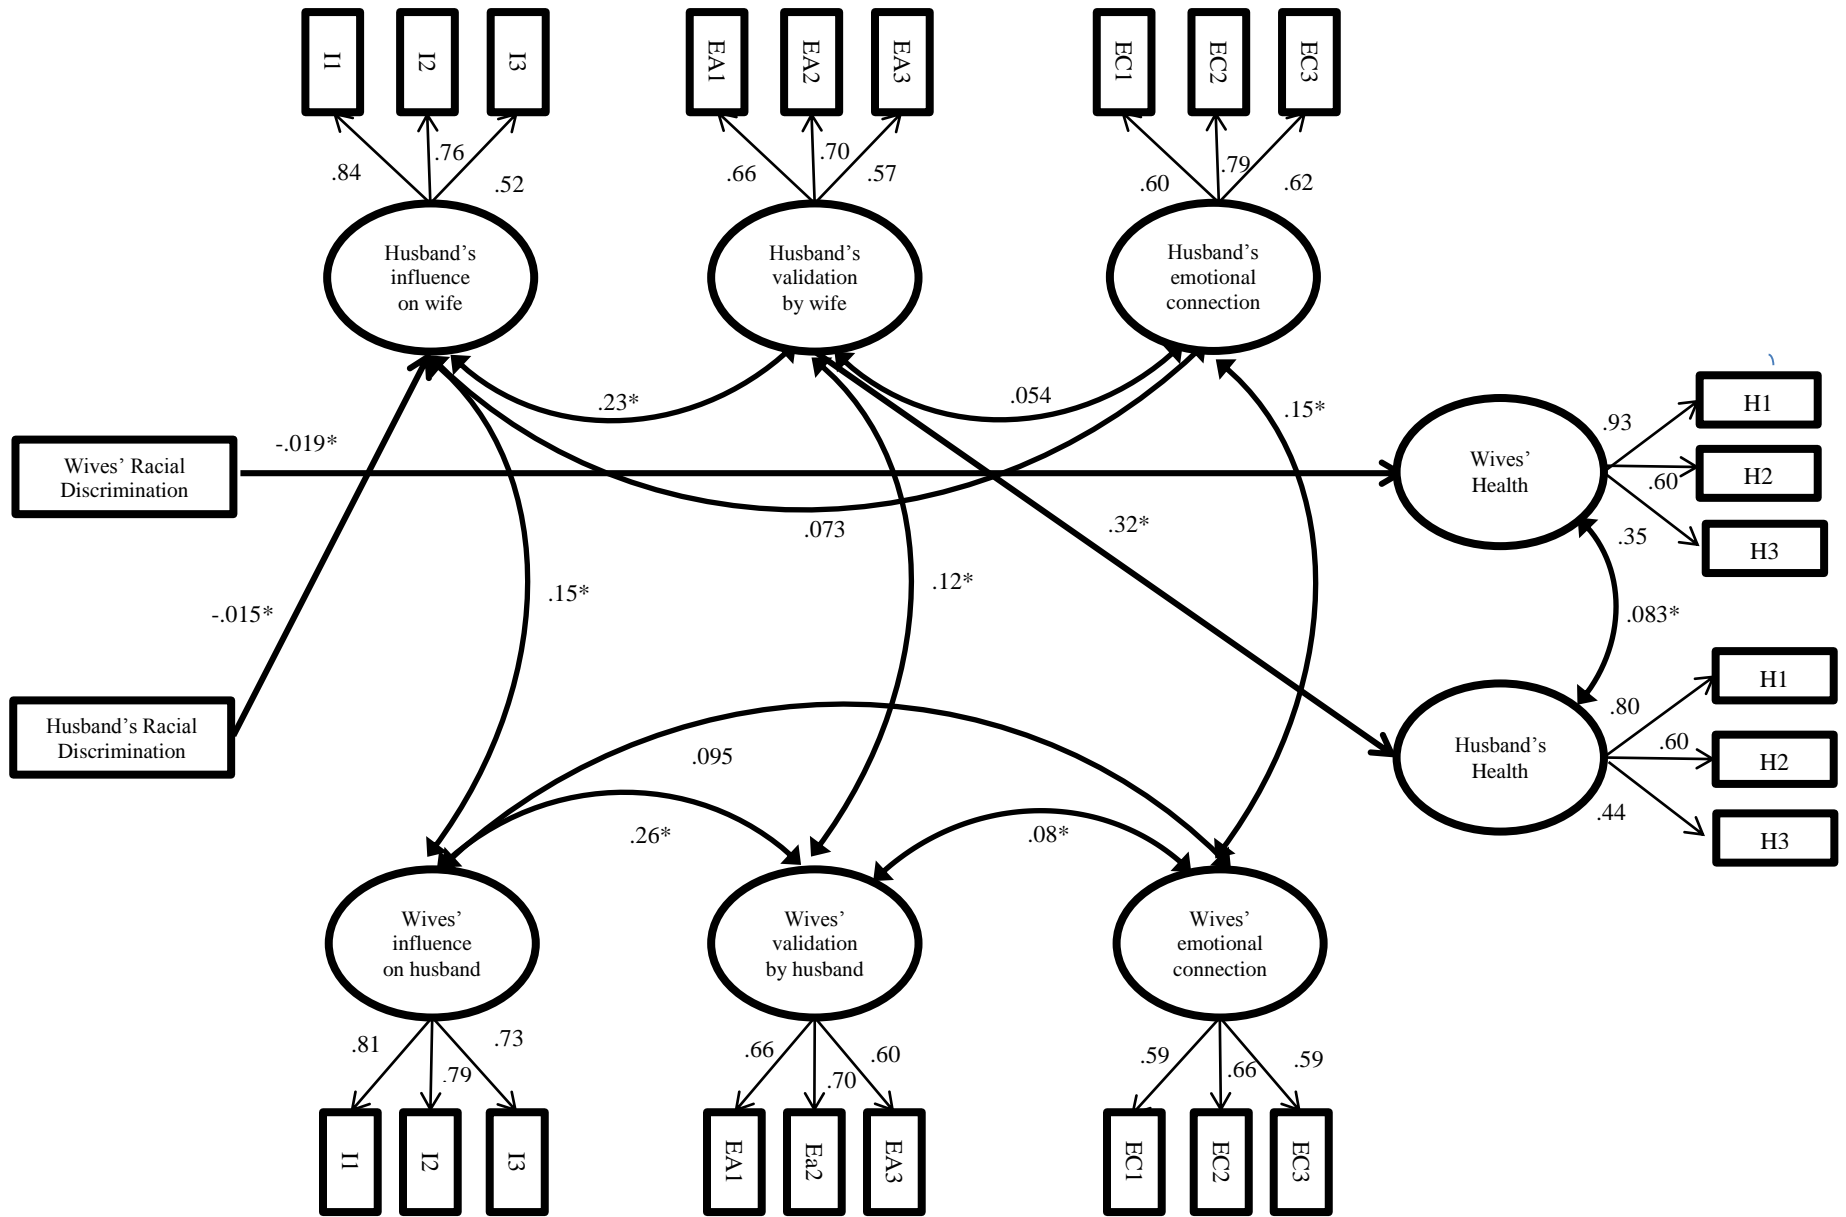 I1
I2
I3
EA1
EA2
EA3
EC1
EC2
EC3
.84
.76
.52
.66
.70
.57
.60
.79
.62
Husband’s
influence
on wife
Husband’s
validation
by wife
Husband’s
emotional
connection
.23*
.054
.15*
-.019*
Wives’ Racial
Discrimination
.073
.32*
Wives’
Health
.93
.60
.35
H1
H2
H3
.15*
.12*
.083*
-.015*
Husband’s Racial
Discrimination
.095
.26*
.08*
Husband’s
Health
.80
.60
.44
H1
H2
H3
Wives’
influence
on husband
Wives’
validation
by husband
Wives’
emotional
connection
.81
.79
.73
.66
.70
.60
.59
.66
.59
I1
I2
I3
EA1
Ea2
EA3
EC1
EC2
EC3